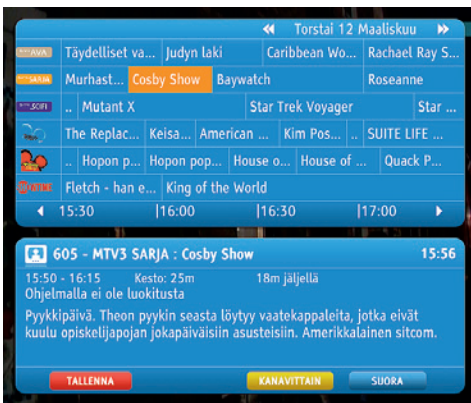 Torstai 12 Maaliskuu
AVA Täydelliset va... Judyn laki Caribbean Wo... Rachael Ray S...
SARJA Murhast... Cosby Show Baywatch Roseanne
SCIFI .. Mutant X Star Trek Voyager Star ...
The Replac... Keisa... American ... Kim Pos... .. SUITE LIFE ...
.. Hopon p... Hopon pop... House o... House of ... Quack P...
Fletch - han e... King of the World
15:30 |16:00 |16:30 |17:00
605 - MTV3 SARJA : Cosby Show 15:56
15:50 - 16:15 Kesto: 25m 18m jäljellä
Ohjelmalla ei ole luokitusta
Pyykkipäivä. Theon pyykin seasta löytyy vaatekappaleita, jotka eivät
kuulu opiskelijapojan jokapäiväisiin asusteisiin. Amerikkalainen sitcom.
TALLENNA KANAVITTAIN SUORA